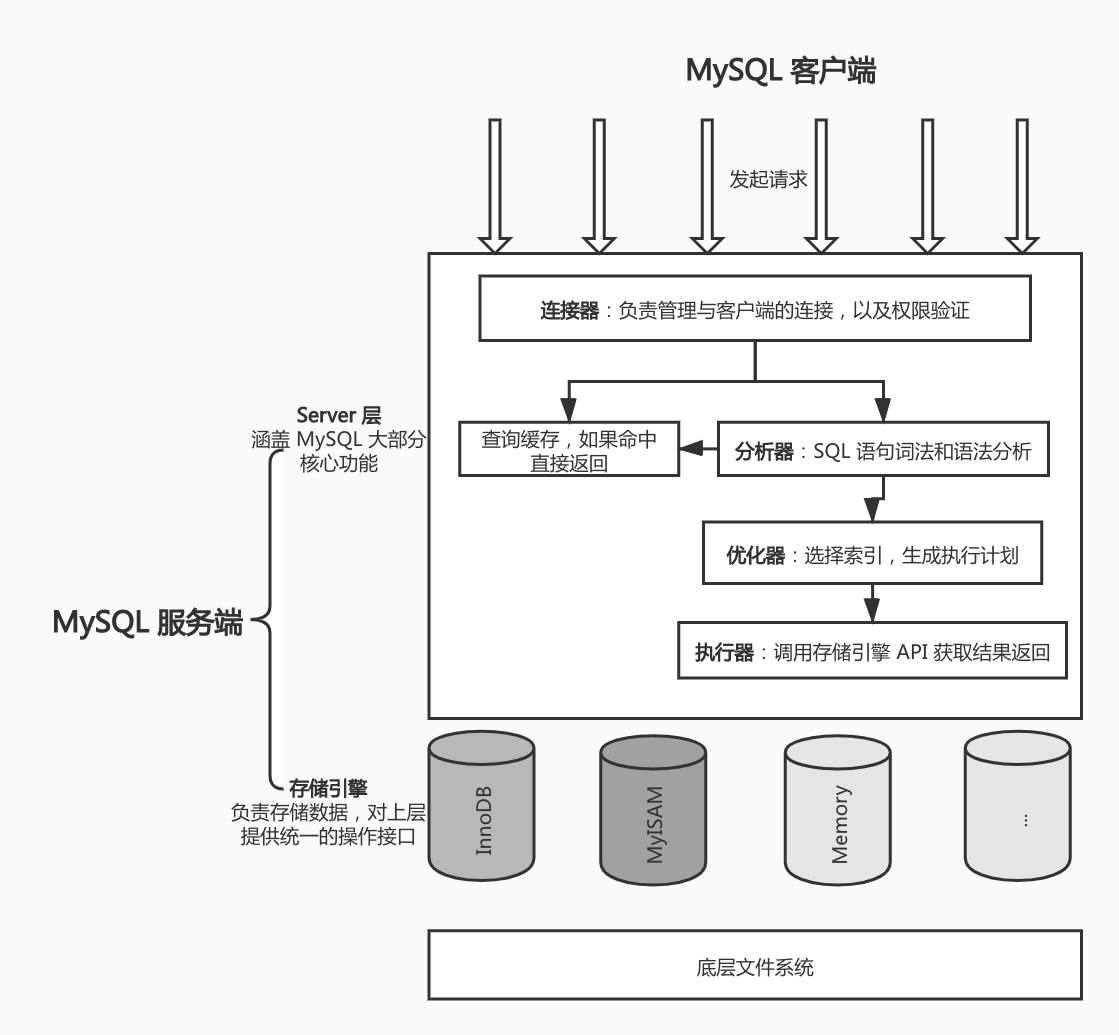 MySQL 客户端
发起请求
连接器：负责管理与客户端的连接，以及权限验证
Server 层
涵盖 MySQL 大部分
核心功能
查询缓存，如果命中
直接返回
分析器：SQL 语句词法和语法分析
优化器：选择索引，生成执行计划
MySQL 服务端
执行器：调用存储引擎 API 获取结果返回
存储引擎
负责存储数据，对上层
提供统一的操作接口
InnoDB
MyISAM
Memory
...
底层文件系统